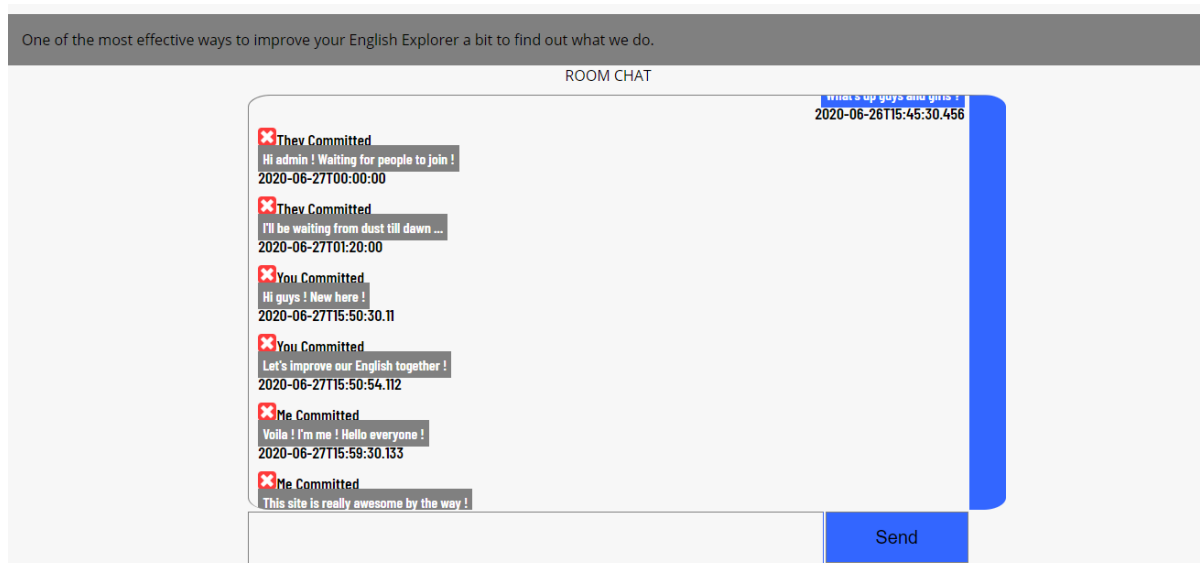 One of the most effective ways to improve your English Explorer a bit to find out what we do.
ROOM CHAT
What's up guys and girls ?
2020-06-26T15:45:30.456
They Committed
Hi admin ! Waiting for people to join !
2020-06-27T00:00:00
They Committed
I'll be waiting from dust till dawn ...
2020-06-27T01:20:00
You Committed
Hi guys ! New here !
2020-06-27T15:50:30.11
You Committed
Let's improve our English together !
2020-06-27T15:50:54.112
Me Committed
Voila ! I'm me ! Hello everyone !
2020-06-27T15:59:30.133
Me Committed
This site is really awesome by the way !
Send